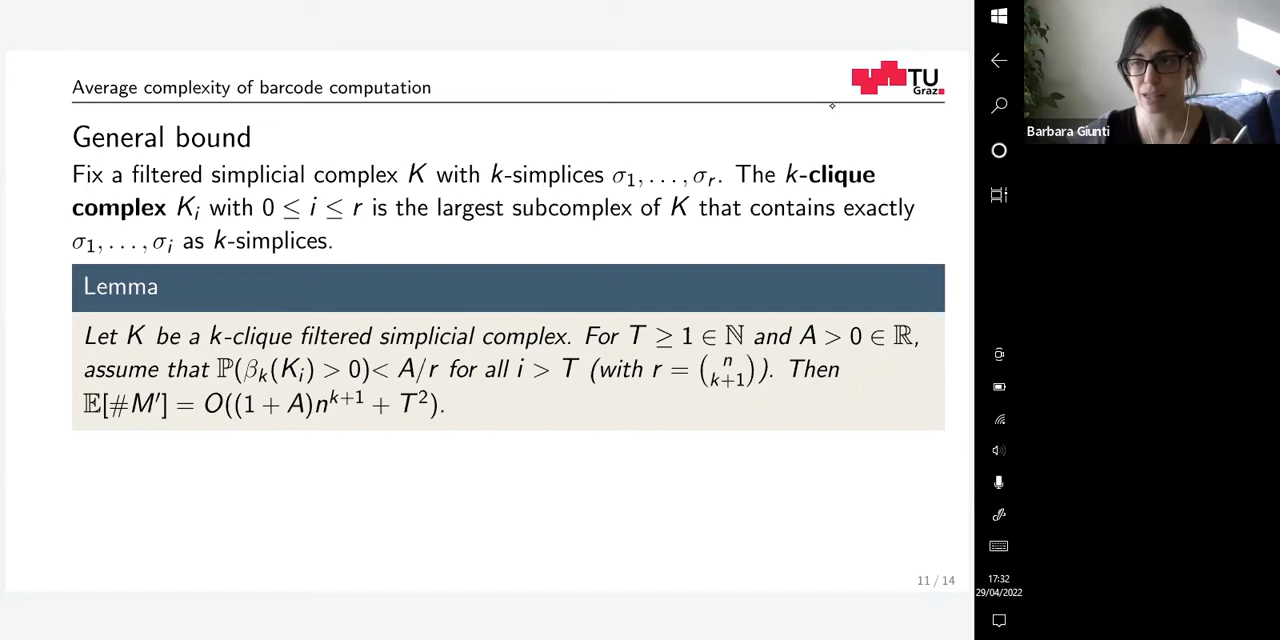 Average complexity of barcode computation
TU
Graz
General bound
Fix a filtered simplicial complex K with k-simplices σ₁, . . . , σᵣ. The k-clique
complex Kᵢ with 0 ≤ i ≤ r is the largest subcomplex of K that contains exactly
σ₁, . . . , σᵢ as k-simplices.
Lemma
Let K be a k-clique filtered simplicial complex. For T ≥ 1 ∈ ℕ and A > 0 ∈ ℝ,
assume that ℙ(βₖ(Kᵢ) > 0)< A/r for all i > T (with r = (n k+1)). Then
𝔼[#M′] = O((1 + A)nᵏ⁺¹ + T²).
11 / 14
Barbara Giunti
17:32
29/04/2022